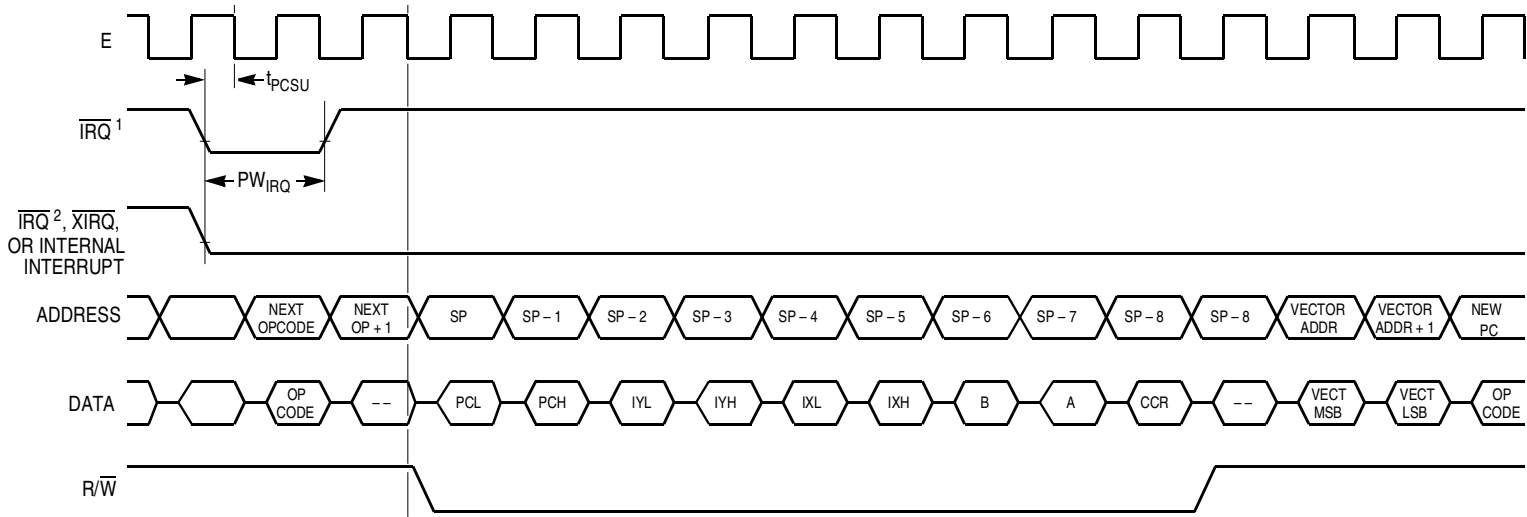 E
tPCSU
IRQ 1
PWIRQ
IRQ 2, XIRQ,
OR INTERNAL
INTERRUPT
ADDRESS
NEXT
OPCODE
NEXT
OP + 1
SP
SP – 1
SP – 2
SP – 3
SP – 4
SP – 5
SP – 6
SP – 7
SP – 8
SP – 8
VECTOR
ADDR
VECTOR
ADDR + 1
NEW
PC
DATA
OP
CODE
– –
PCL
PCH
IYL
IYH
IXL
IXH
B
A
CCR
– –
VECT
MSB
VECT
LSB
OP
CODE
R/W